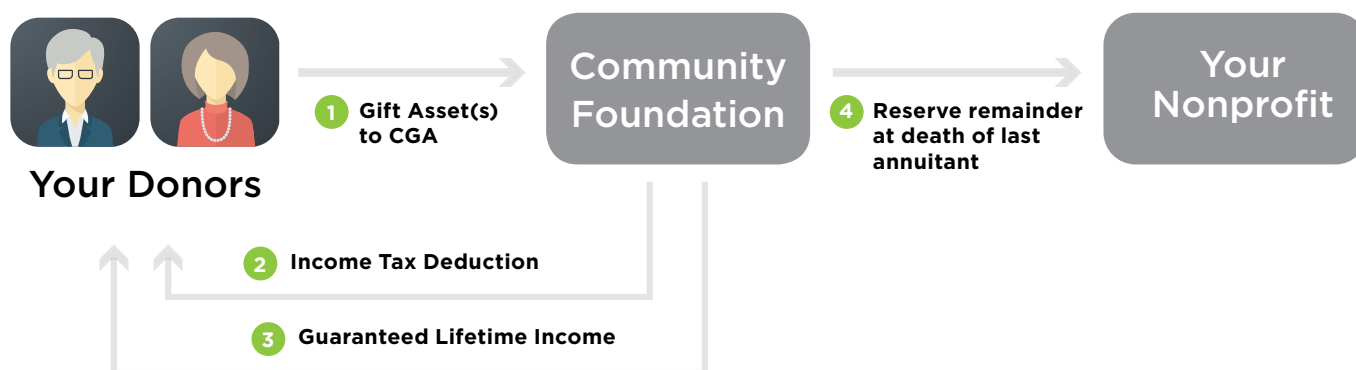 Your Donors
1 Gift Asset(s)
to CGA
Community
Foundation
4 Reserve remainder
at death of last
annuitant
Your
Nonprofit
2 Income Tax Deduction
3 Guaranteed Lifetime Income